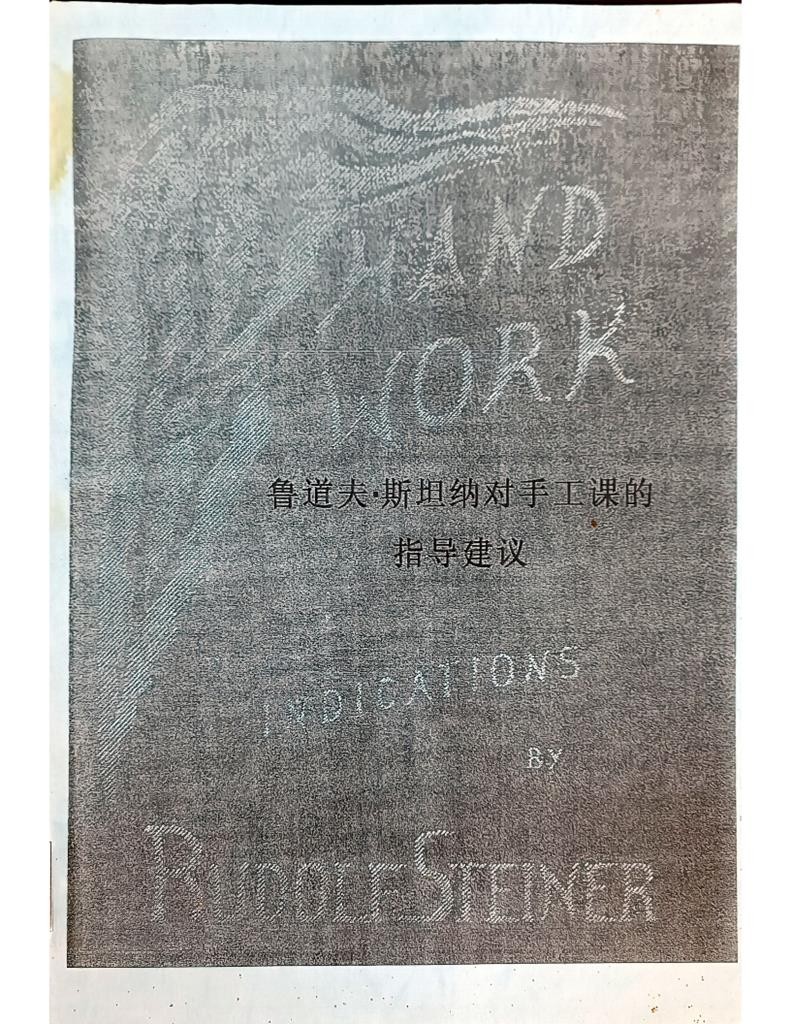 HAND
WORK
鲁道夫·斯坦纳对手工课的
指导建议
INDICATIONS
BY
RUDOLF STEINER